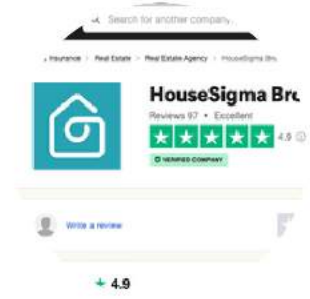 Search for another company.
Insurance > Real Estate > Real Estate Agency > HouseSigma Bro
HouseSigma Bro
Reviews 97 • Excellent
4.9
VERIFIED COMPANY
Write a review
4.9